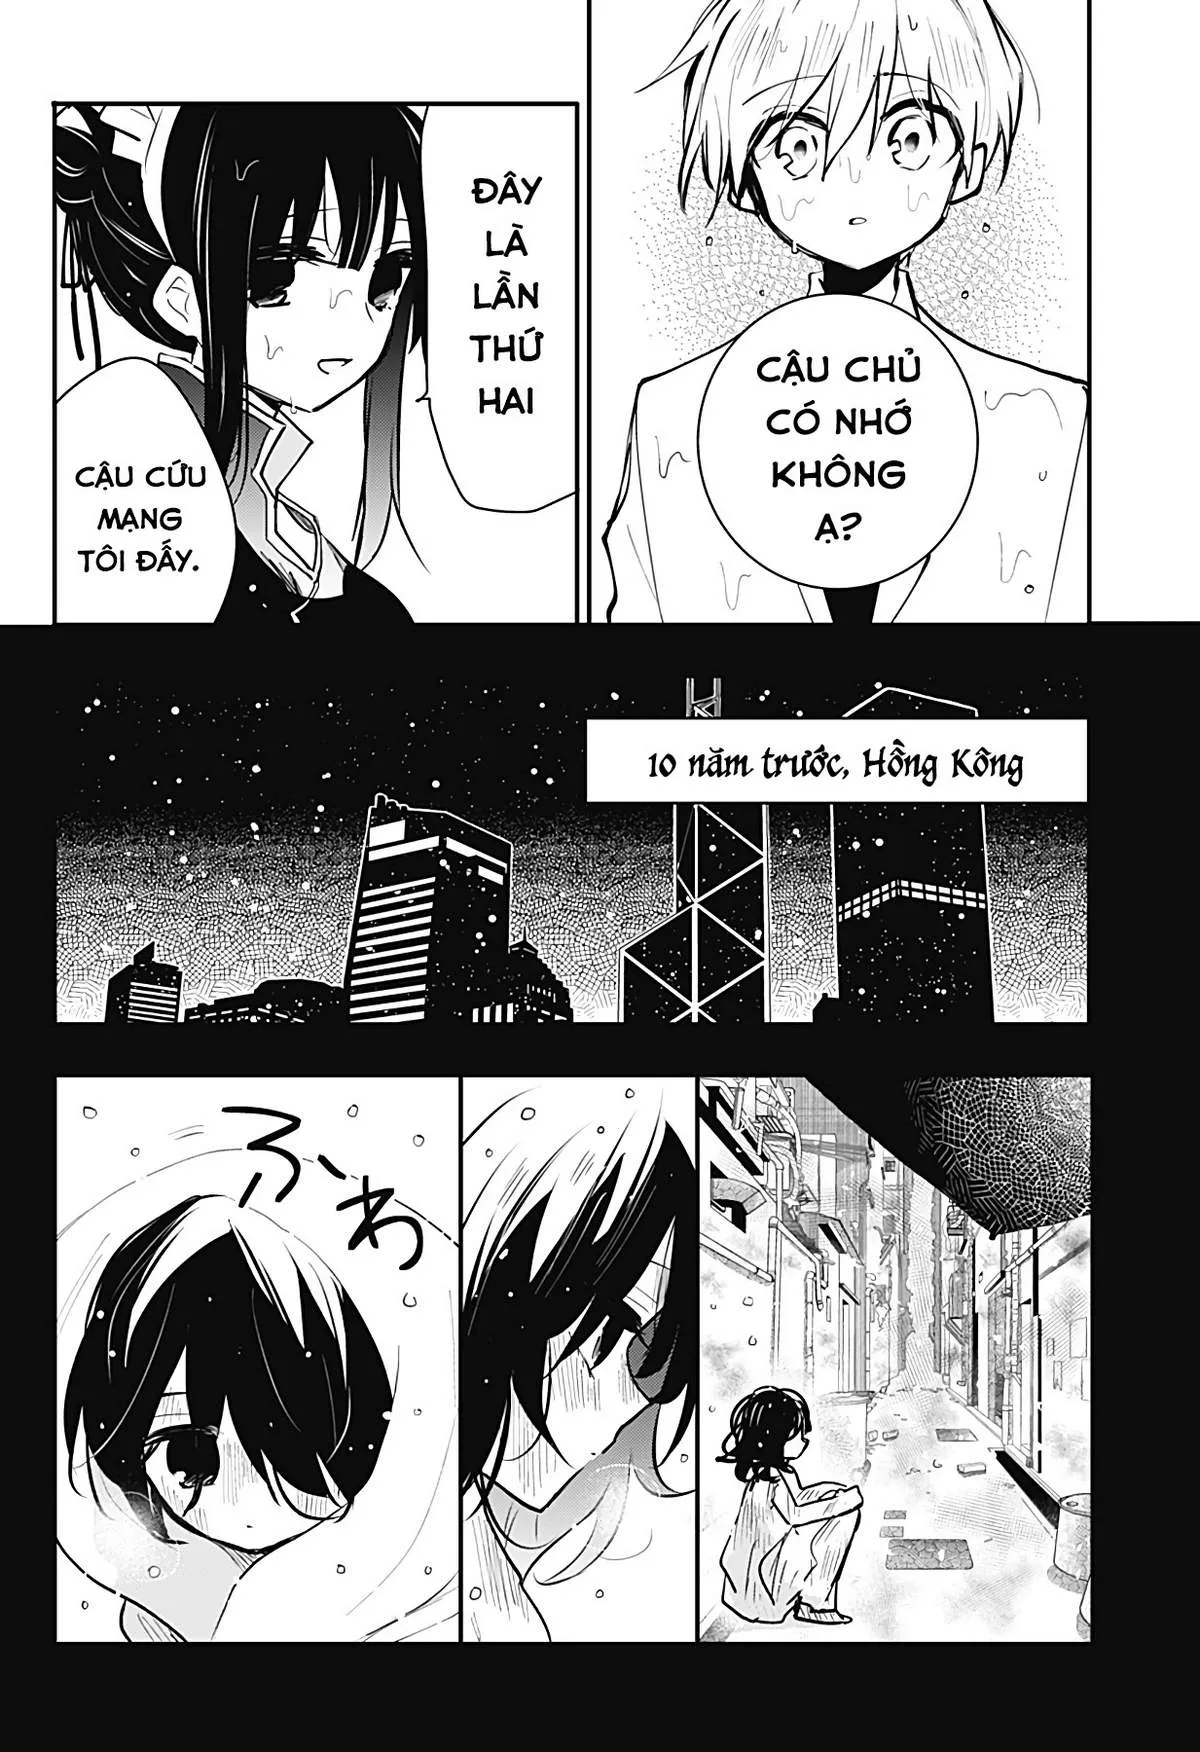 CẬU CHỦ
CÓ NHỚ
KHÔNG
Ạ?
ĐÂY
LÀ
LẦN
THỨ
HAI
CẬU CỨU
MẠNG
TÔI ĐẤY.
10 năm trước, Hồng Kông
ふわ